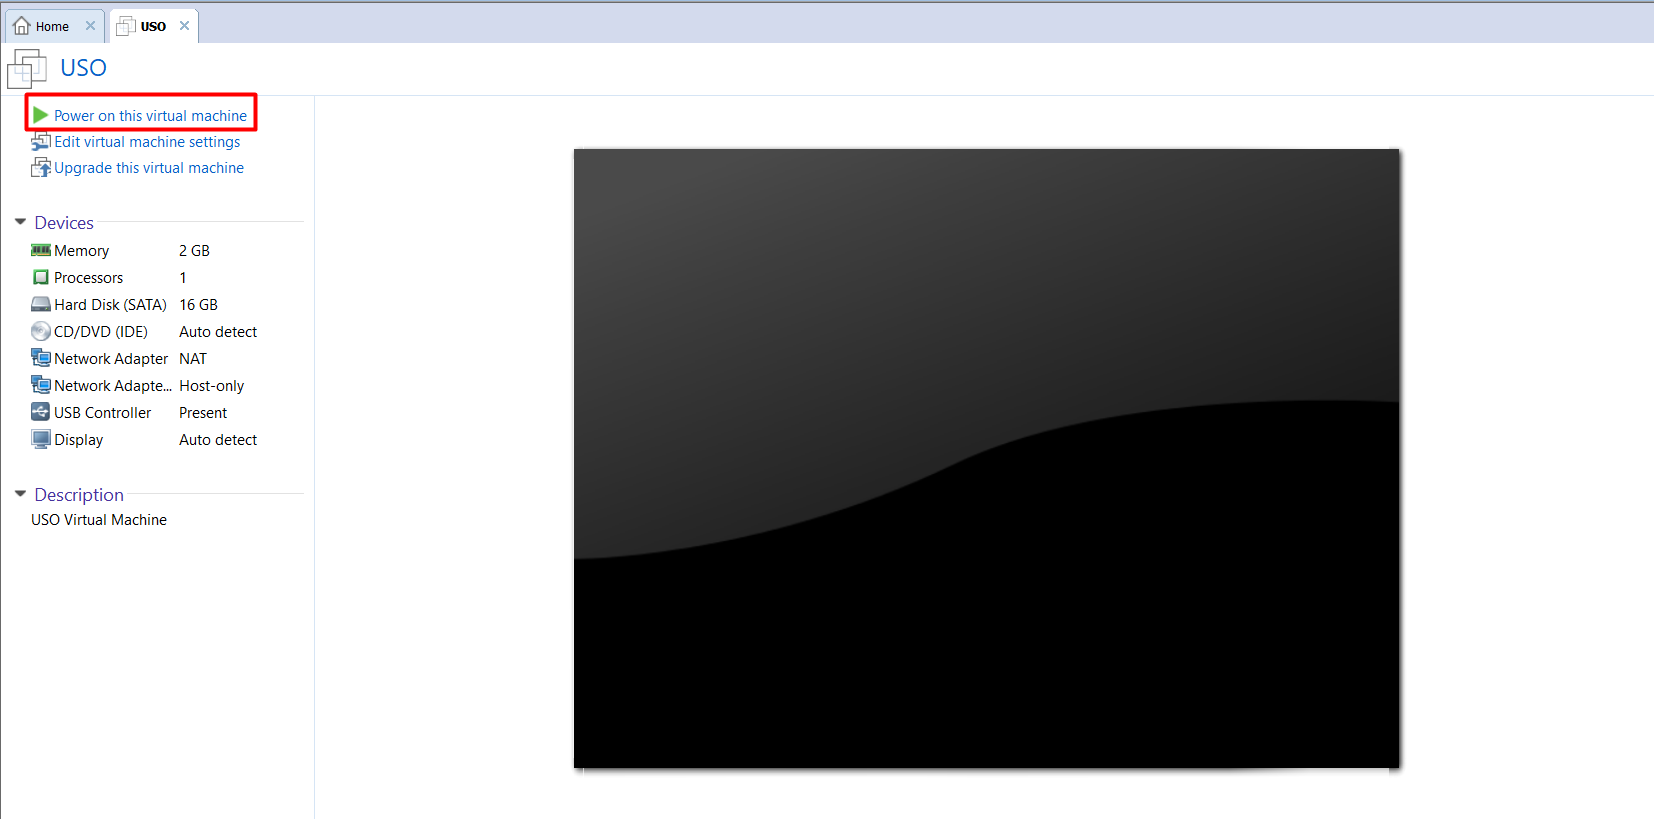 Home
USO
USO
Power on this virtual machine
Edit virtual machine settings
Upgrade this virtual machine
Devices
Memory 2 GB
Processors 1
Hard Disk (SATA) 16 GB
CD/DVD (IDE) Auto detect
Network Adapter NAT
Network Adapte... Host-only
USB Controller Present
Display Auto detect
Description
USO Virtual Machine